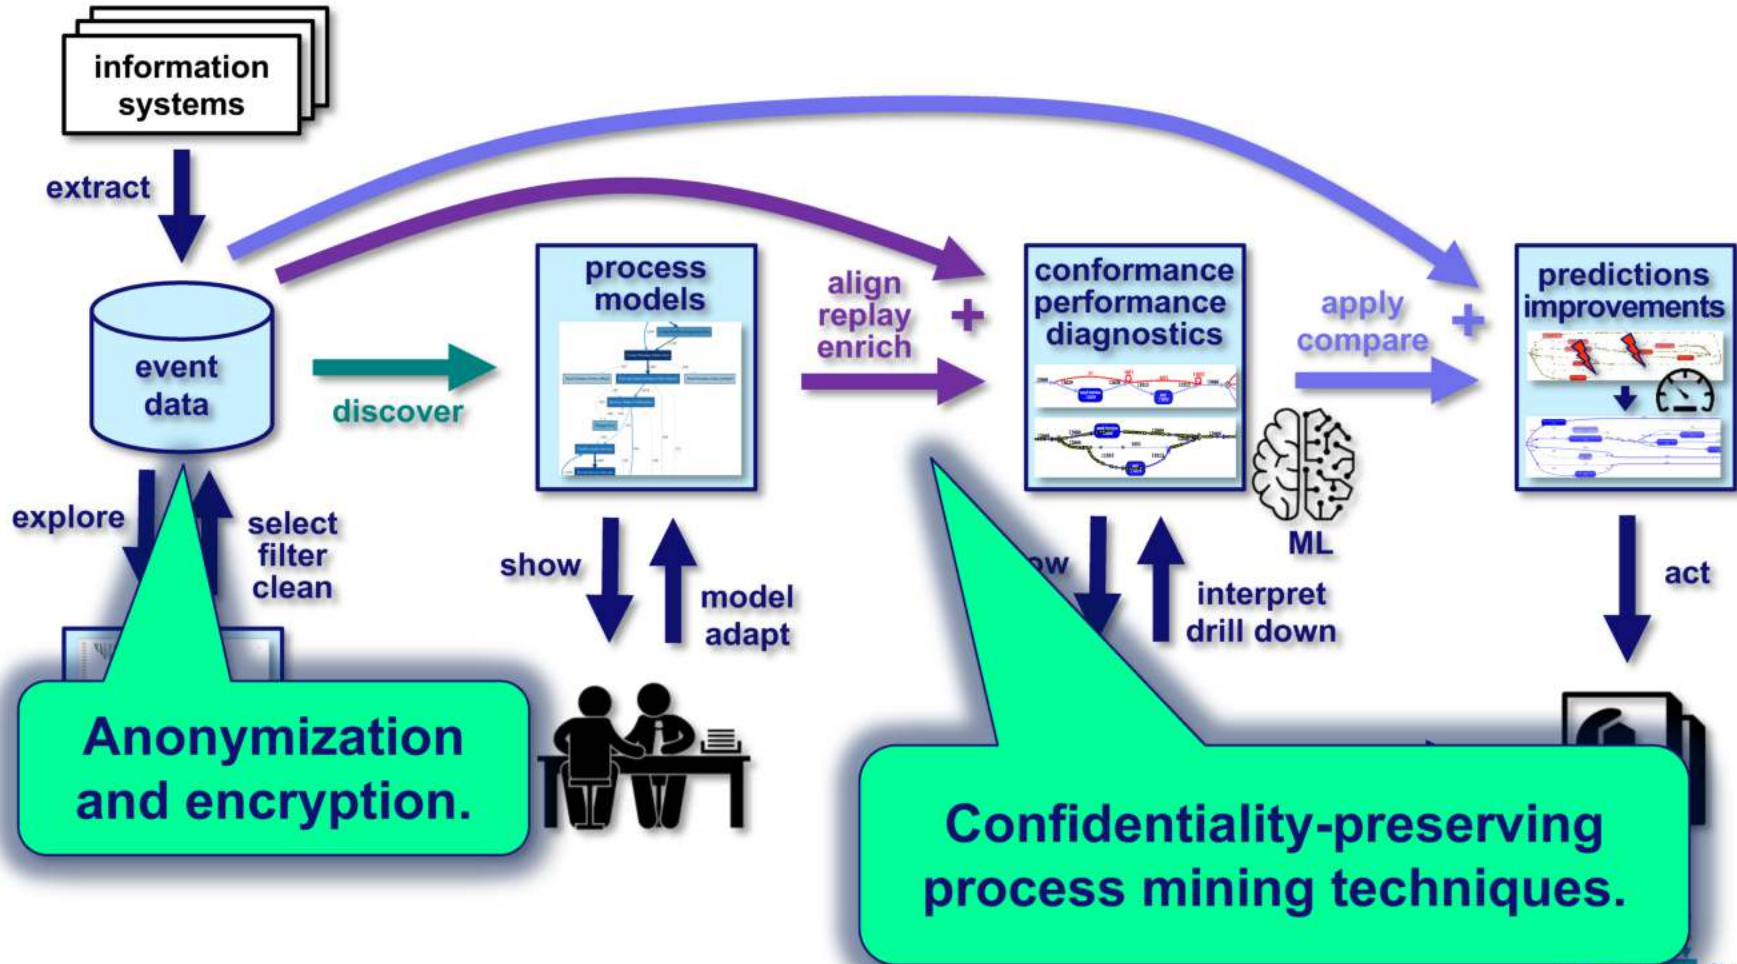 information
systems
extract
event
data
discover
process
models
align
replay
enrich
+
conformance
performance
diagnostics
apply
compare
+
predictions
improvements
explore
select
filter
clean
show
model
adapt
ML
interpret
drill down
act
Anonymization
and encryption.
Confidentiality-preserving
process mining techniques.